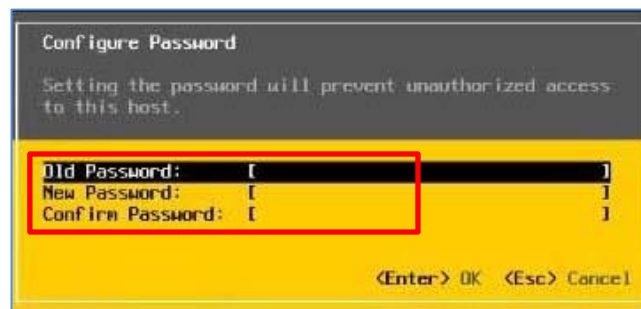 Configure Password
Setting the password will prevent unauthorized access
to this host.
Old Password: [ ]
New Password: [ ]
Confirm Password: [ ]
<Enter> OK <Esc> Cancel